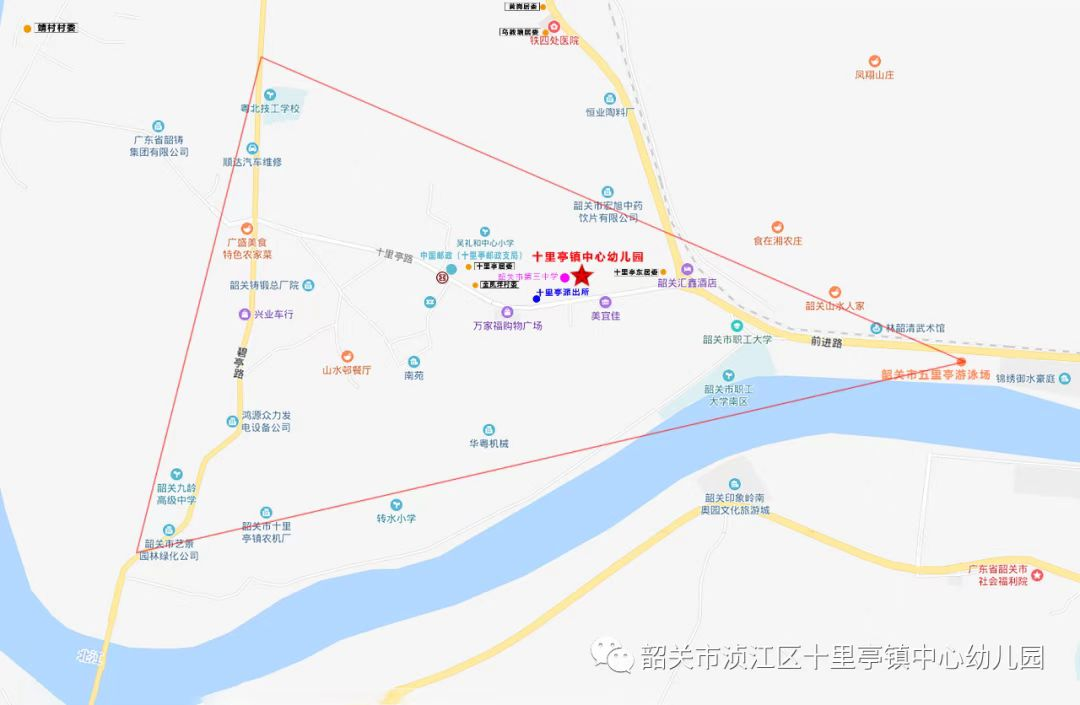 黄岗居委
靖村村委
乌教塘居委
铁四处医院
凤翔山庄
粤北技工学校
恒业陶料厂
广东省韶铸
集团有限公司
顺达汽车维修
韶关市宏旭中药
饮片有限公司
广盛美食
特色农家菜
吴礼和中心小学
食在湘农庄
十里亭路
中国邮政（十里亭邮政支局）
十里亭镇中心幼儿园
十里亭居委
韶关市第三中学
十里亭东居委
韶关汇鑫酒店
韶关铸锻总厂院
十里亭派出所
韶关山水人家
兴业车行
万家福购物广场
美宜佳
林韶清武术馆
韶关市职工大学
前进路
碧亭路
山水邨餐厅
南苑
韶关市五里亭游泳场
锦绣御水豪庭
韶关市职工
大学南区
鸿源众力发
电设备公司
华粤机械
韶关九龄
高级中学
韶关印象岭南
奥园文化旅游城
转水小学
韶关市十里
亭镇农机厂
韶关市艺景
园林绿化公司
广东省韶关市
社会福利院
北江
韶关市浈江区十里亭镇中心幼儿园